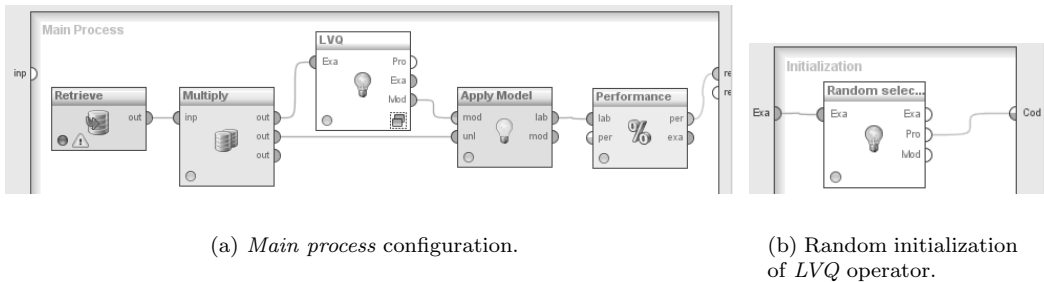 Main Process
inp
Retrieve
out
Multiply
inp
out
out
out
LVQ
Exa
Pro
Exa
Mod
Apply Model
mod
unl
lab
mod
Performance
lab
per
%
per
exa
re
re
(a) Main process configuration.
Initialization
Exa
Random selec...
Exa
Exa
Pro
Mod
Cod
(b) Random initialization
of LVQ operator.